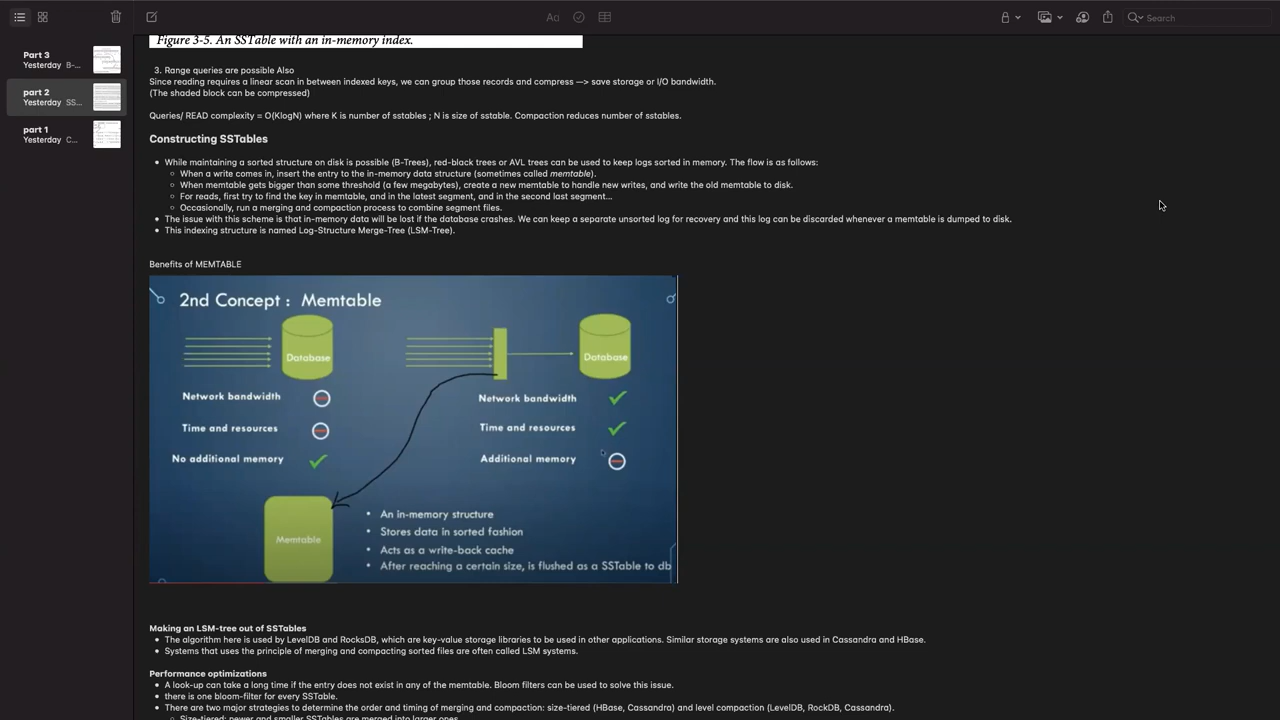 Search
Part 3
Yesterday B-...
part 2
Yesterday SS...
part 1
Yesterday C...
Figure 3-5. An SSTable with an in-memory index.
3. Range queries are possible Also
Since reading requires a linear scan in between indexed keys, we can group those records and compress —> save storage or I/O bandwidth.
(The shaded block can be compressed)
Queries/ READ complexity = O(KlogN) where K is number of sstables ; N is size of sstable. Compaction reduces number of sstables.
Constructing SSTables
• While maintaining a sorted structure on disk is possible (B-Trees), red-black trees or AVL trees can be used to keep logs sorted in memory. The flow is as follows:
◦ When a write comes in, insert the entry to the in-memory data structure (sometimes called memtable).
◦ When memtable gets bigger than some threshold (a few megabytes), create a new memtable to handle new writes, and write the old memtable to disk.
◦ For reads, first try to find the key in memtable, and in the latest segment, and in the second last segment...
◦ Occasionally, run a merging and compaction process to combine segment files.
• The issue with this scheme is that in-memory data will be lost if the database crashes. We can keep a separate unsorted log for recovery and this log can be discarded whenever a memtable is dumped to disk.
• This indexing structure is named Log-Structure Merge-Tree (LSM-Tree).
Benefits of MEMTABLE
2nd Concept : Memtable
Database
Database
Network bandwidth
Time and resources
No additional memory
Network bandwidth
Time and resources
Additional memory
Memtable
• An in-memory structure
• Stores data in sorted fashion
• Acts as a write-back cache
• After reaching a certain size, is flushed as a SSTable to db
Making an LSM-tree out of SSTables
• The algorithm here is used by LevelDB and RocksDB, which are key-value storage libraries to be used in other applications. Similar storage systems are also used in Cassandra and HBase.
• Systems that uses the principle of merging and compacting sorted files are often called LSM systems.
Performance optimizations
• A look-up can take a long time if the entry does not exist in any of the memtable. Bloom filters can be used to solve this issue.
• there is one bloom-filter for every SSTable.
• There are two major strategies to determine the order and timing of merging and compaction: size-tiered (HBase, Cassandra) and level compaction (LevelDB, RockDB, Cassandra).
◦ Size-tiered: newer and smaller SSTables are merged into larger ones